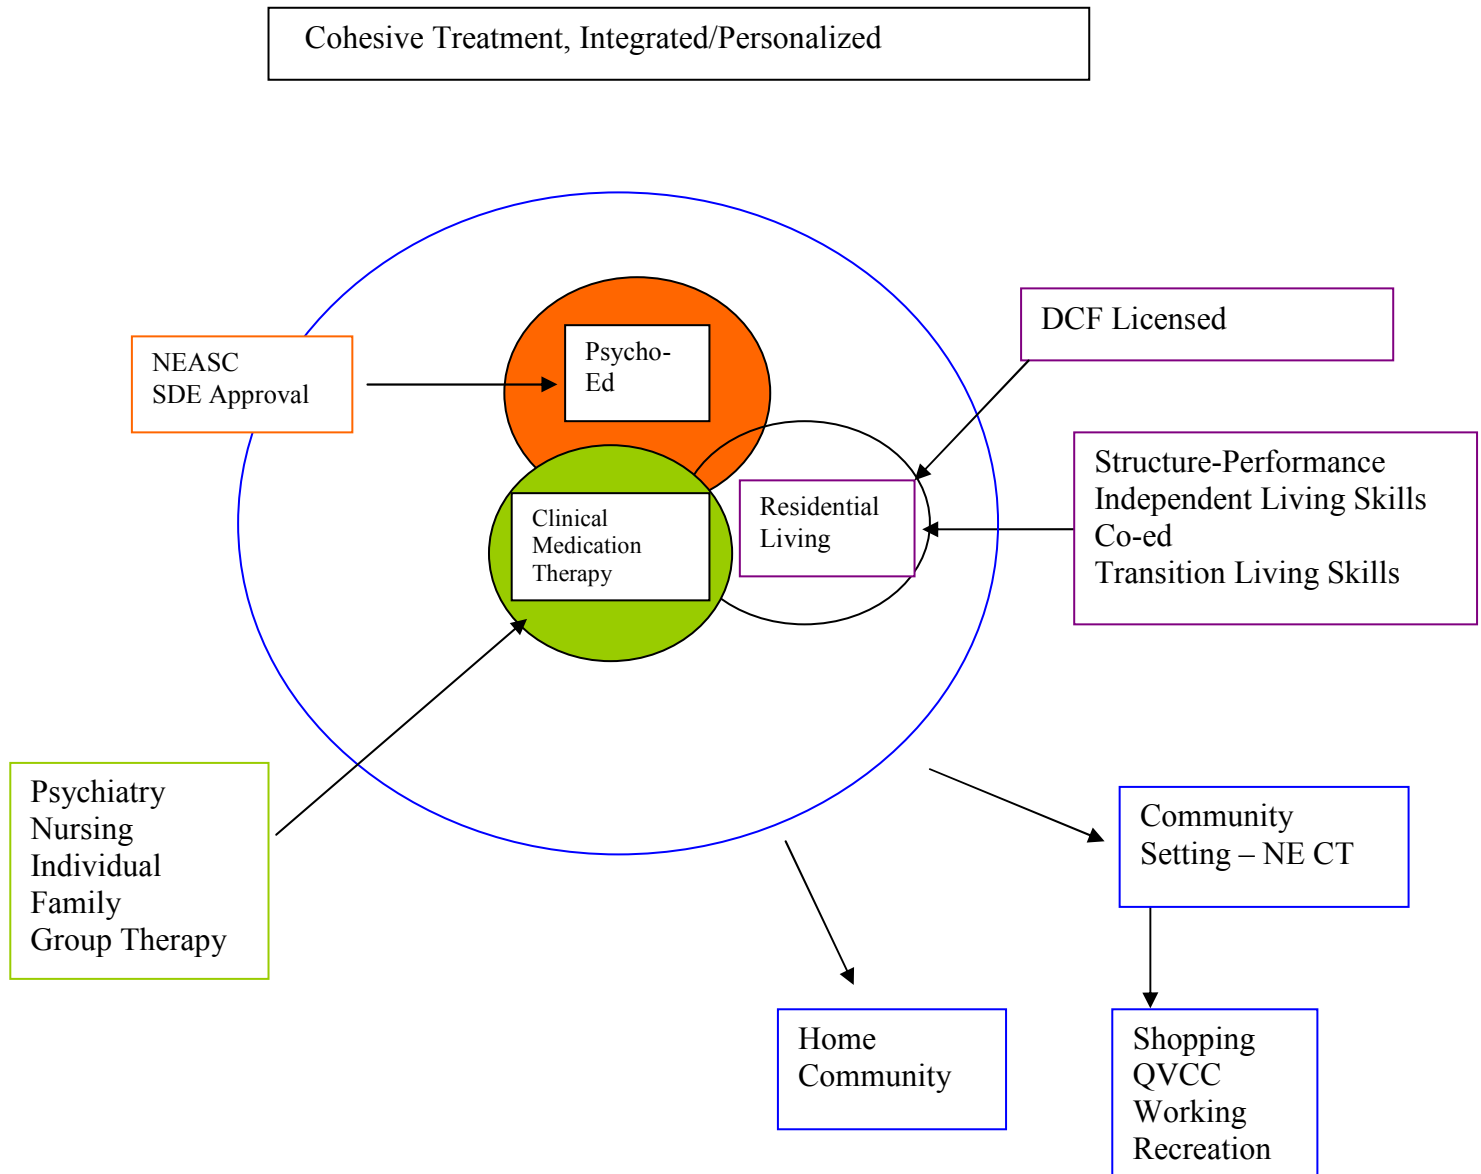 Cohesive Treatment, Integrated/Personalized
DCF Licensed
NEASC
SDE Approval
Psycho-
Ed
Structure-Performance
Independent Living Skills
Co-ed
Transition Living Skills
Clinical
Medication
Therapy
Residential
Living
Psychiatry
Nursing
Individual
Family
Group Therapy
Community
Setting – NE CT
Home
Community
Shopping
QVCC
Working
Recreation